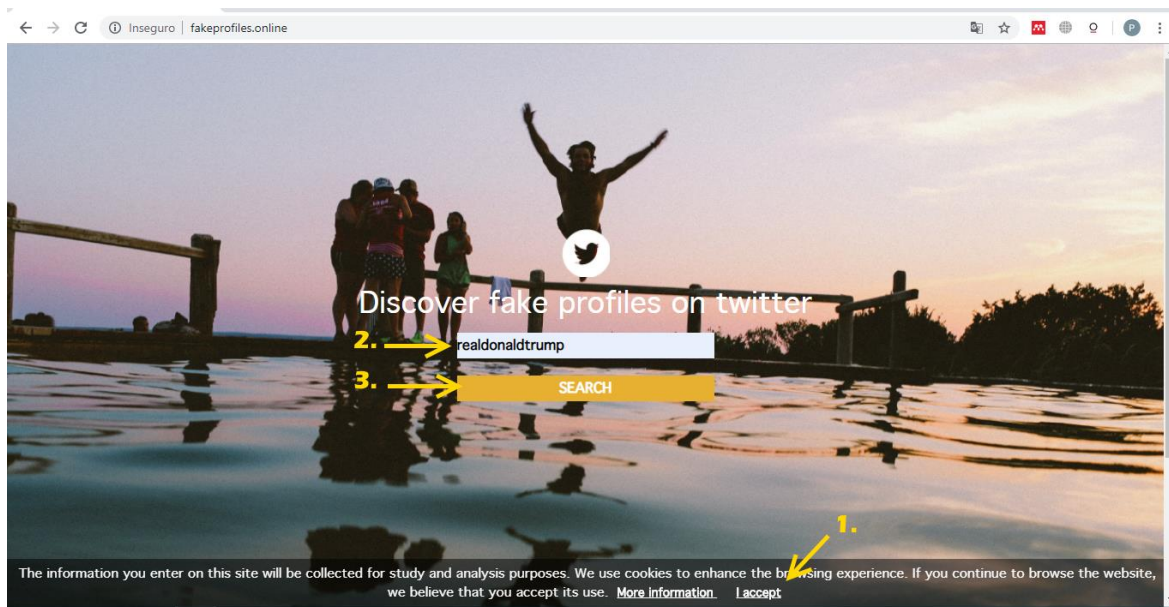 Inseguro | fakeprofiles.online
Discover fake profiles on twitter
2.
realdonaldtrump
3.
SEARCH
1.
The information you enter on this site will be collected for study and analysis purposes. We use cookies to enhance the browsing experience. If you continue to browse the website,
we believe that you accept its use. More information I accept